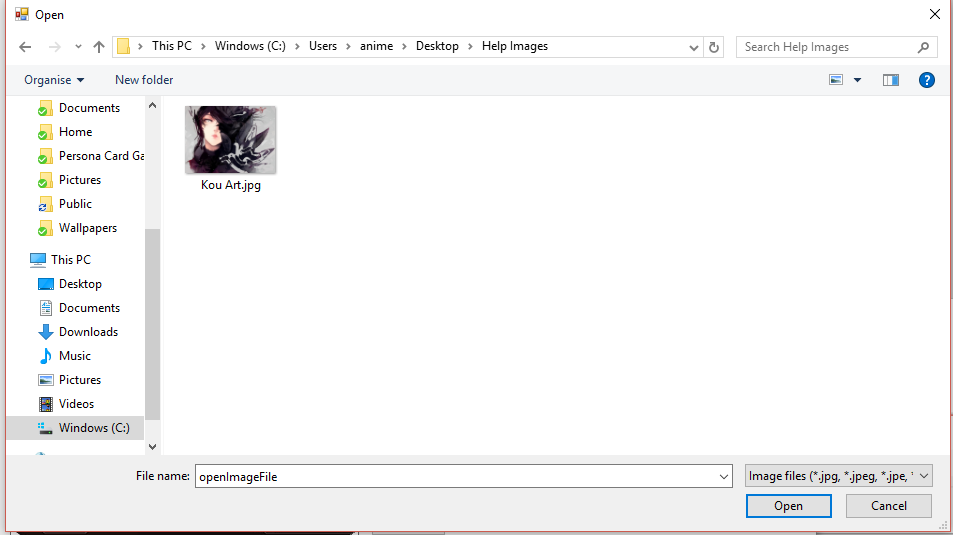 Open
This PC > Windows (C:) > Users > anime > Desktop > Help Images
Search Help Images
Organise
New folder
?
Documents
Home
Persona Card Ga
Pictures
Public
Wallpapers
This PC
Desktop
Documents
Downloads
Music
Pictures
Videos
Windows (C:)
Kou Art.jpg
File name: openImageFile
Image files (*.jpg, *.jpeg, *.jpe, *
Open
Cancel